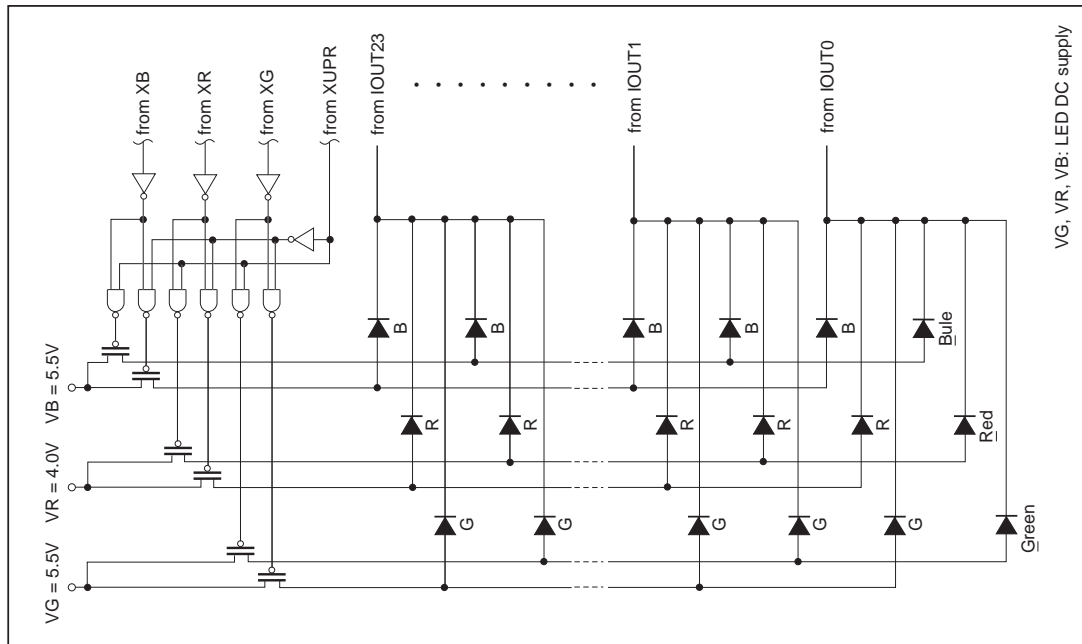 from XB
from XR
from XG
from XUPR
from IOUT23
from IOUT1
from IOUT0
VB = 5.5V
VR = 4.0V
VG = 5.5V
B
B
B
B
B
Bule
R
R
R
R
R
Red
G
G
G
G
G
Green
VG, VR, VB: LED DC supply